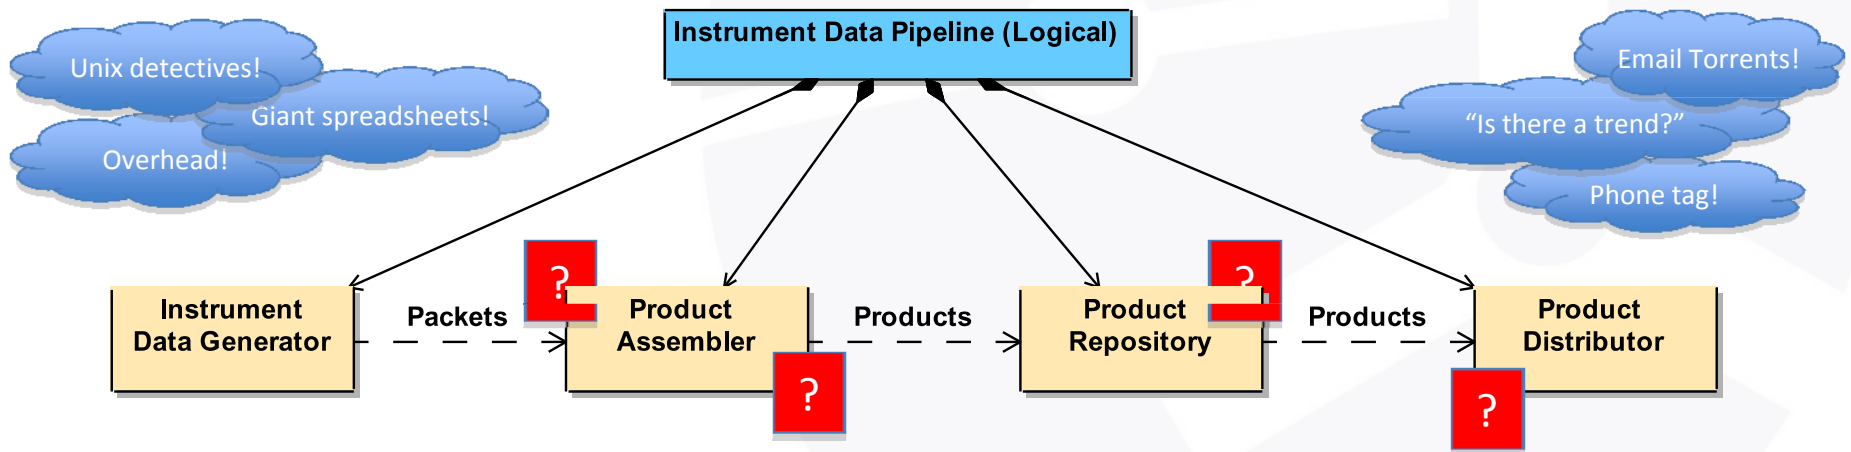 Instrument Data Pipeline (Logical)
Unix detectives!
Giant spreadsheets!
Overhead!
Email Torrents!
“Is there a trend?”
Phone tag!
?
?
Instrument
Data Generator
Packets
Product
Assembler
Products
Product
Repository
Products
Product
Distributor
?
?